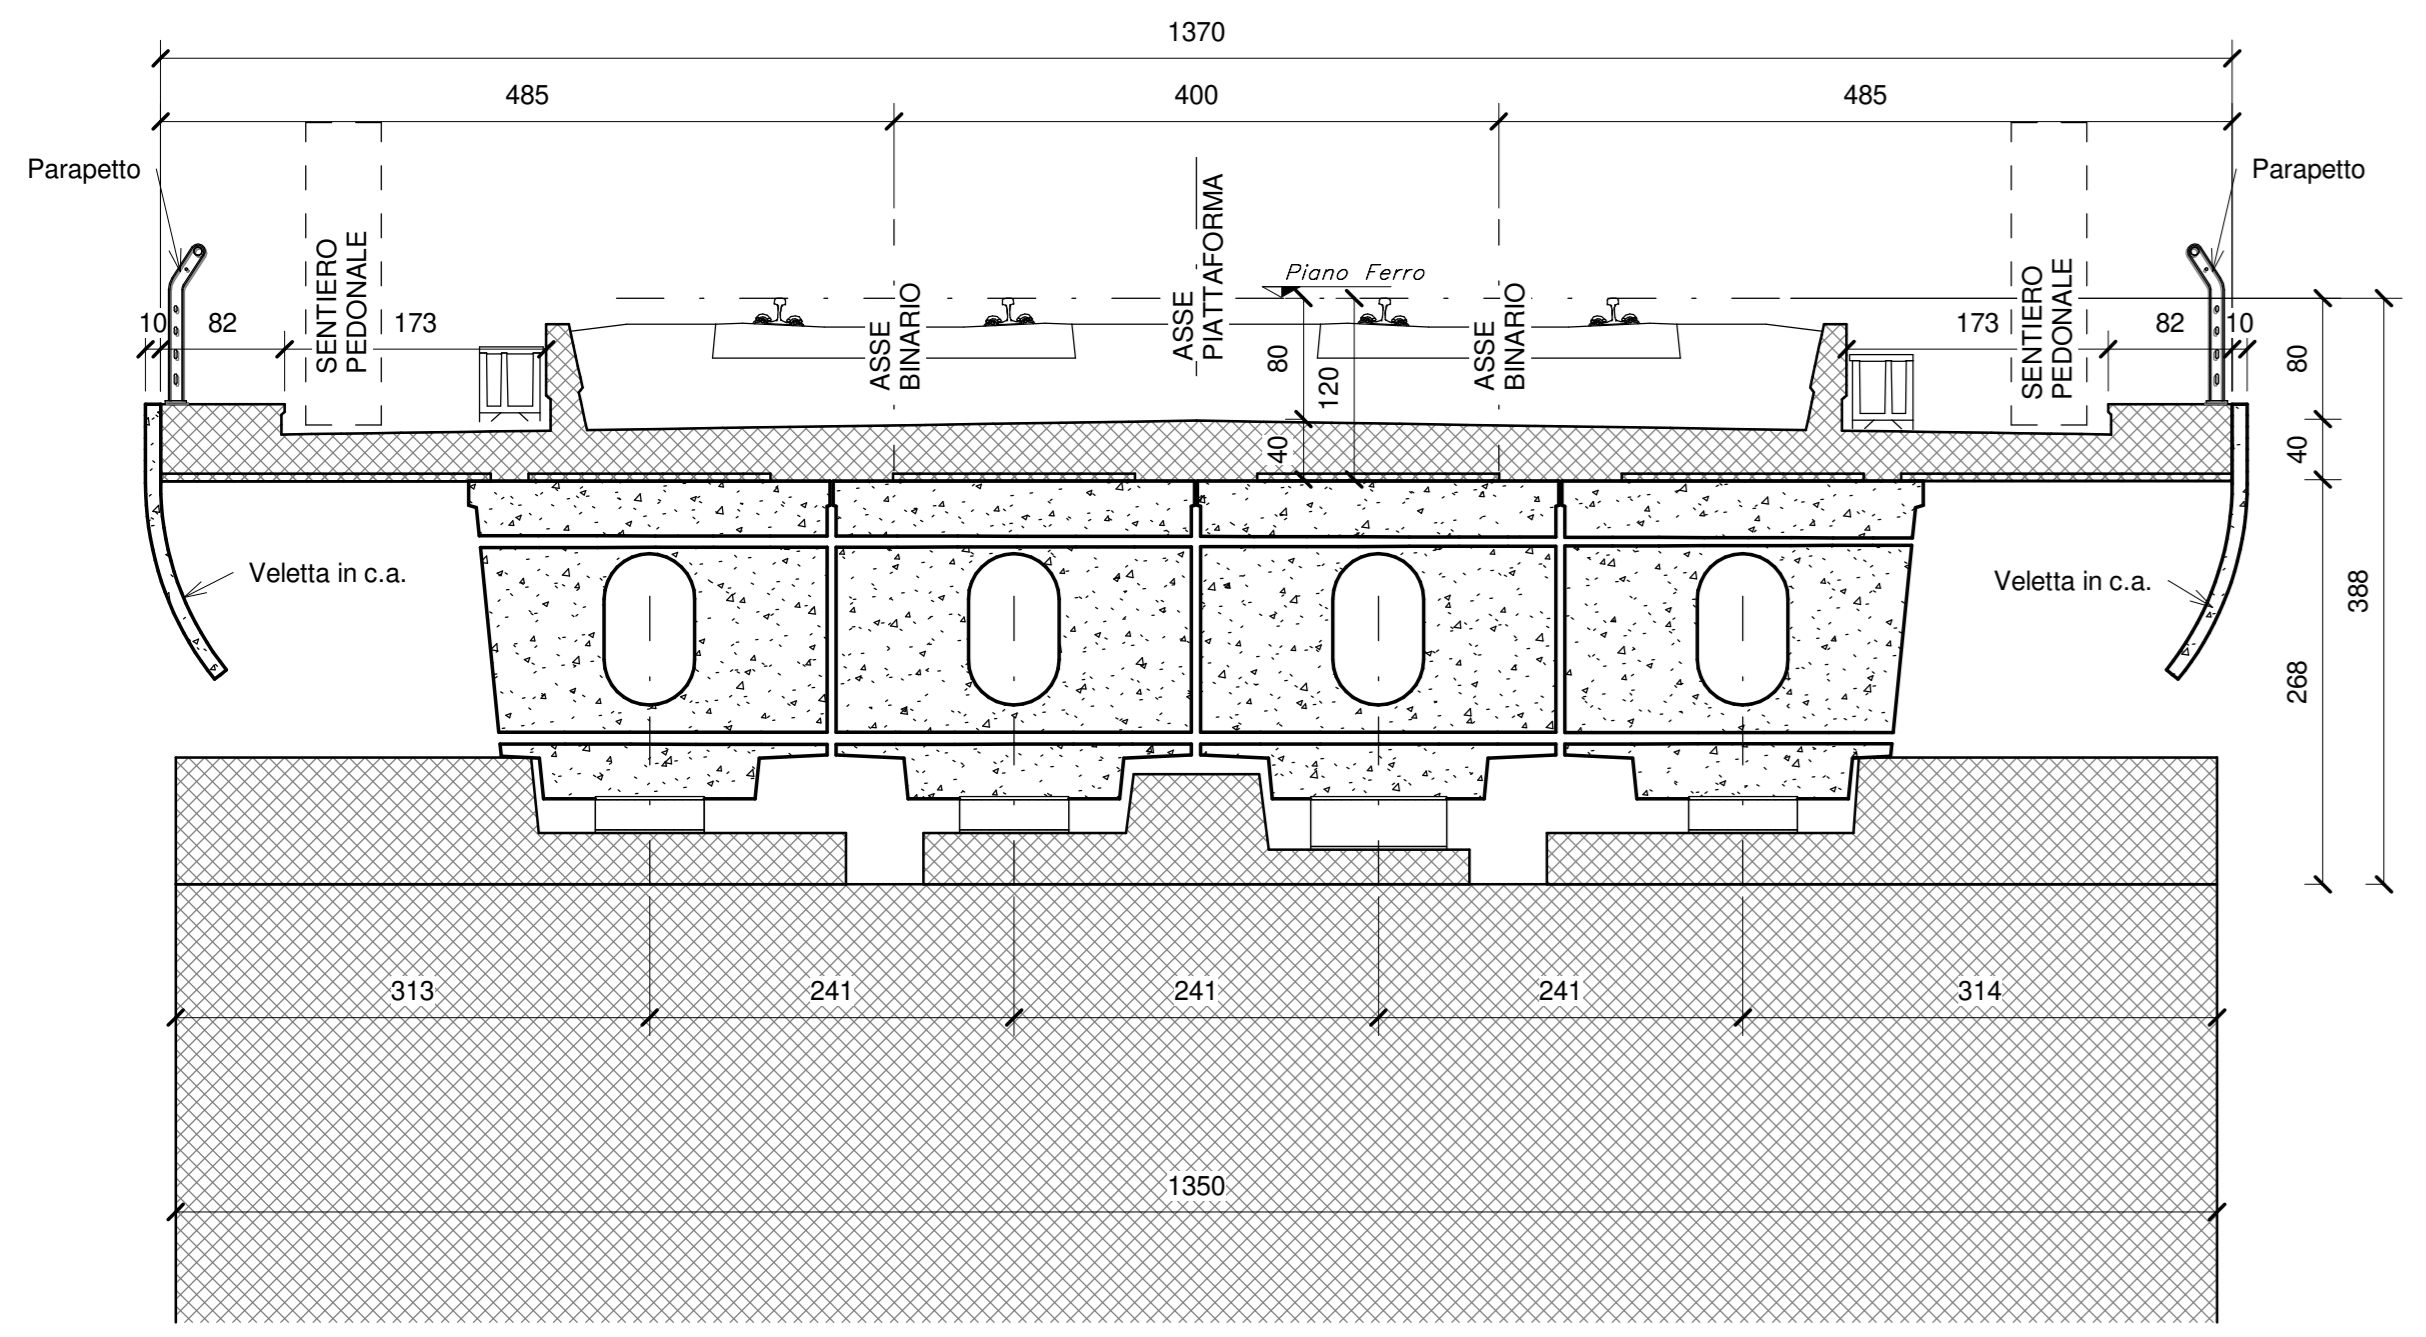 1370
485
400
485
Parapetto
Parapetto
SENTIERO
PEDONALE
ASSE
PIATTAFORMA
Piano Ferro
ASSE
BINARIO
ASSE
BINARIO
SENTIERO
PEDONALE
10
82
173
173
82
10
80
120
40
80
40
Veletta in c.a.
Veletta in c.a.
388
268
313
241
241
241
314
1350